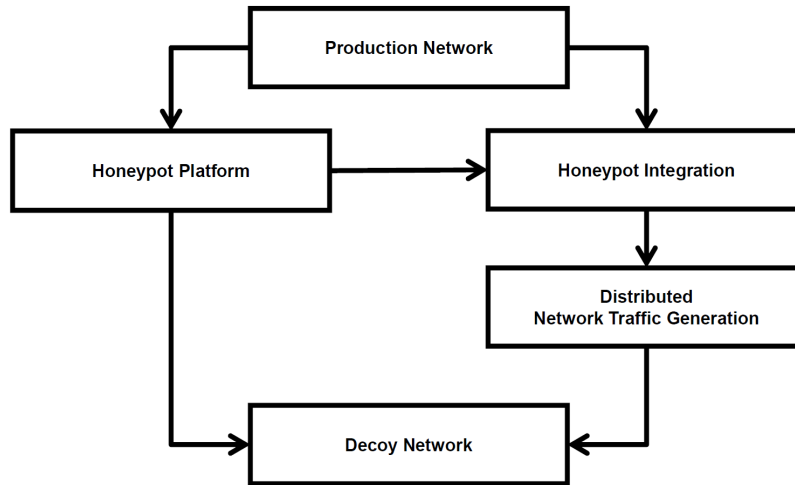 Production Network
Honeypot Platform
Honeypot Integration
Distributed
Network Traffic Generation
Decoy Network